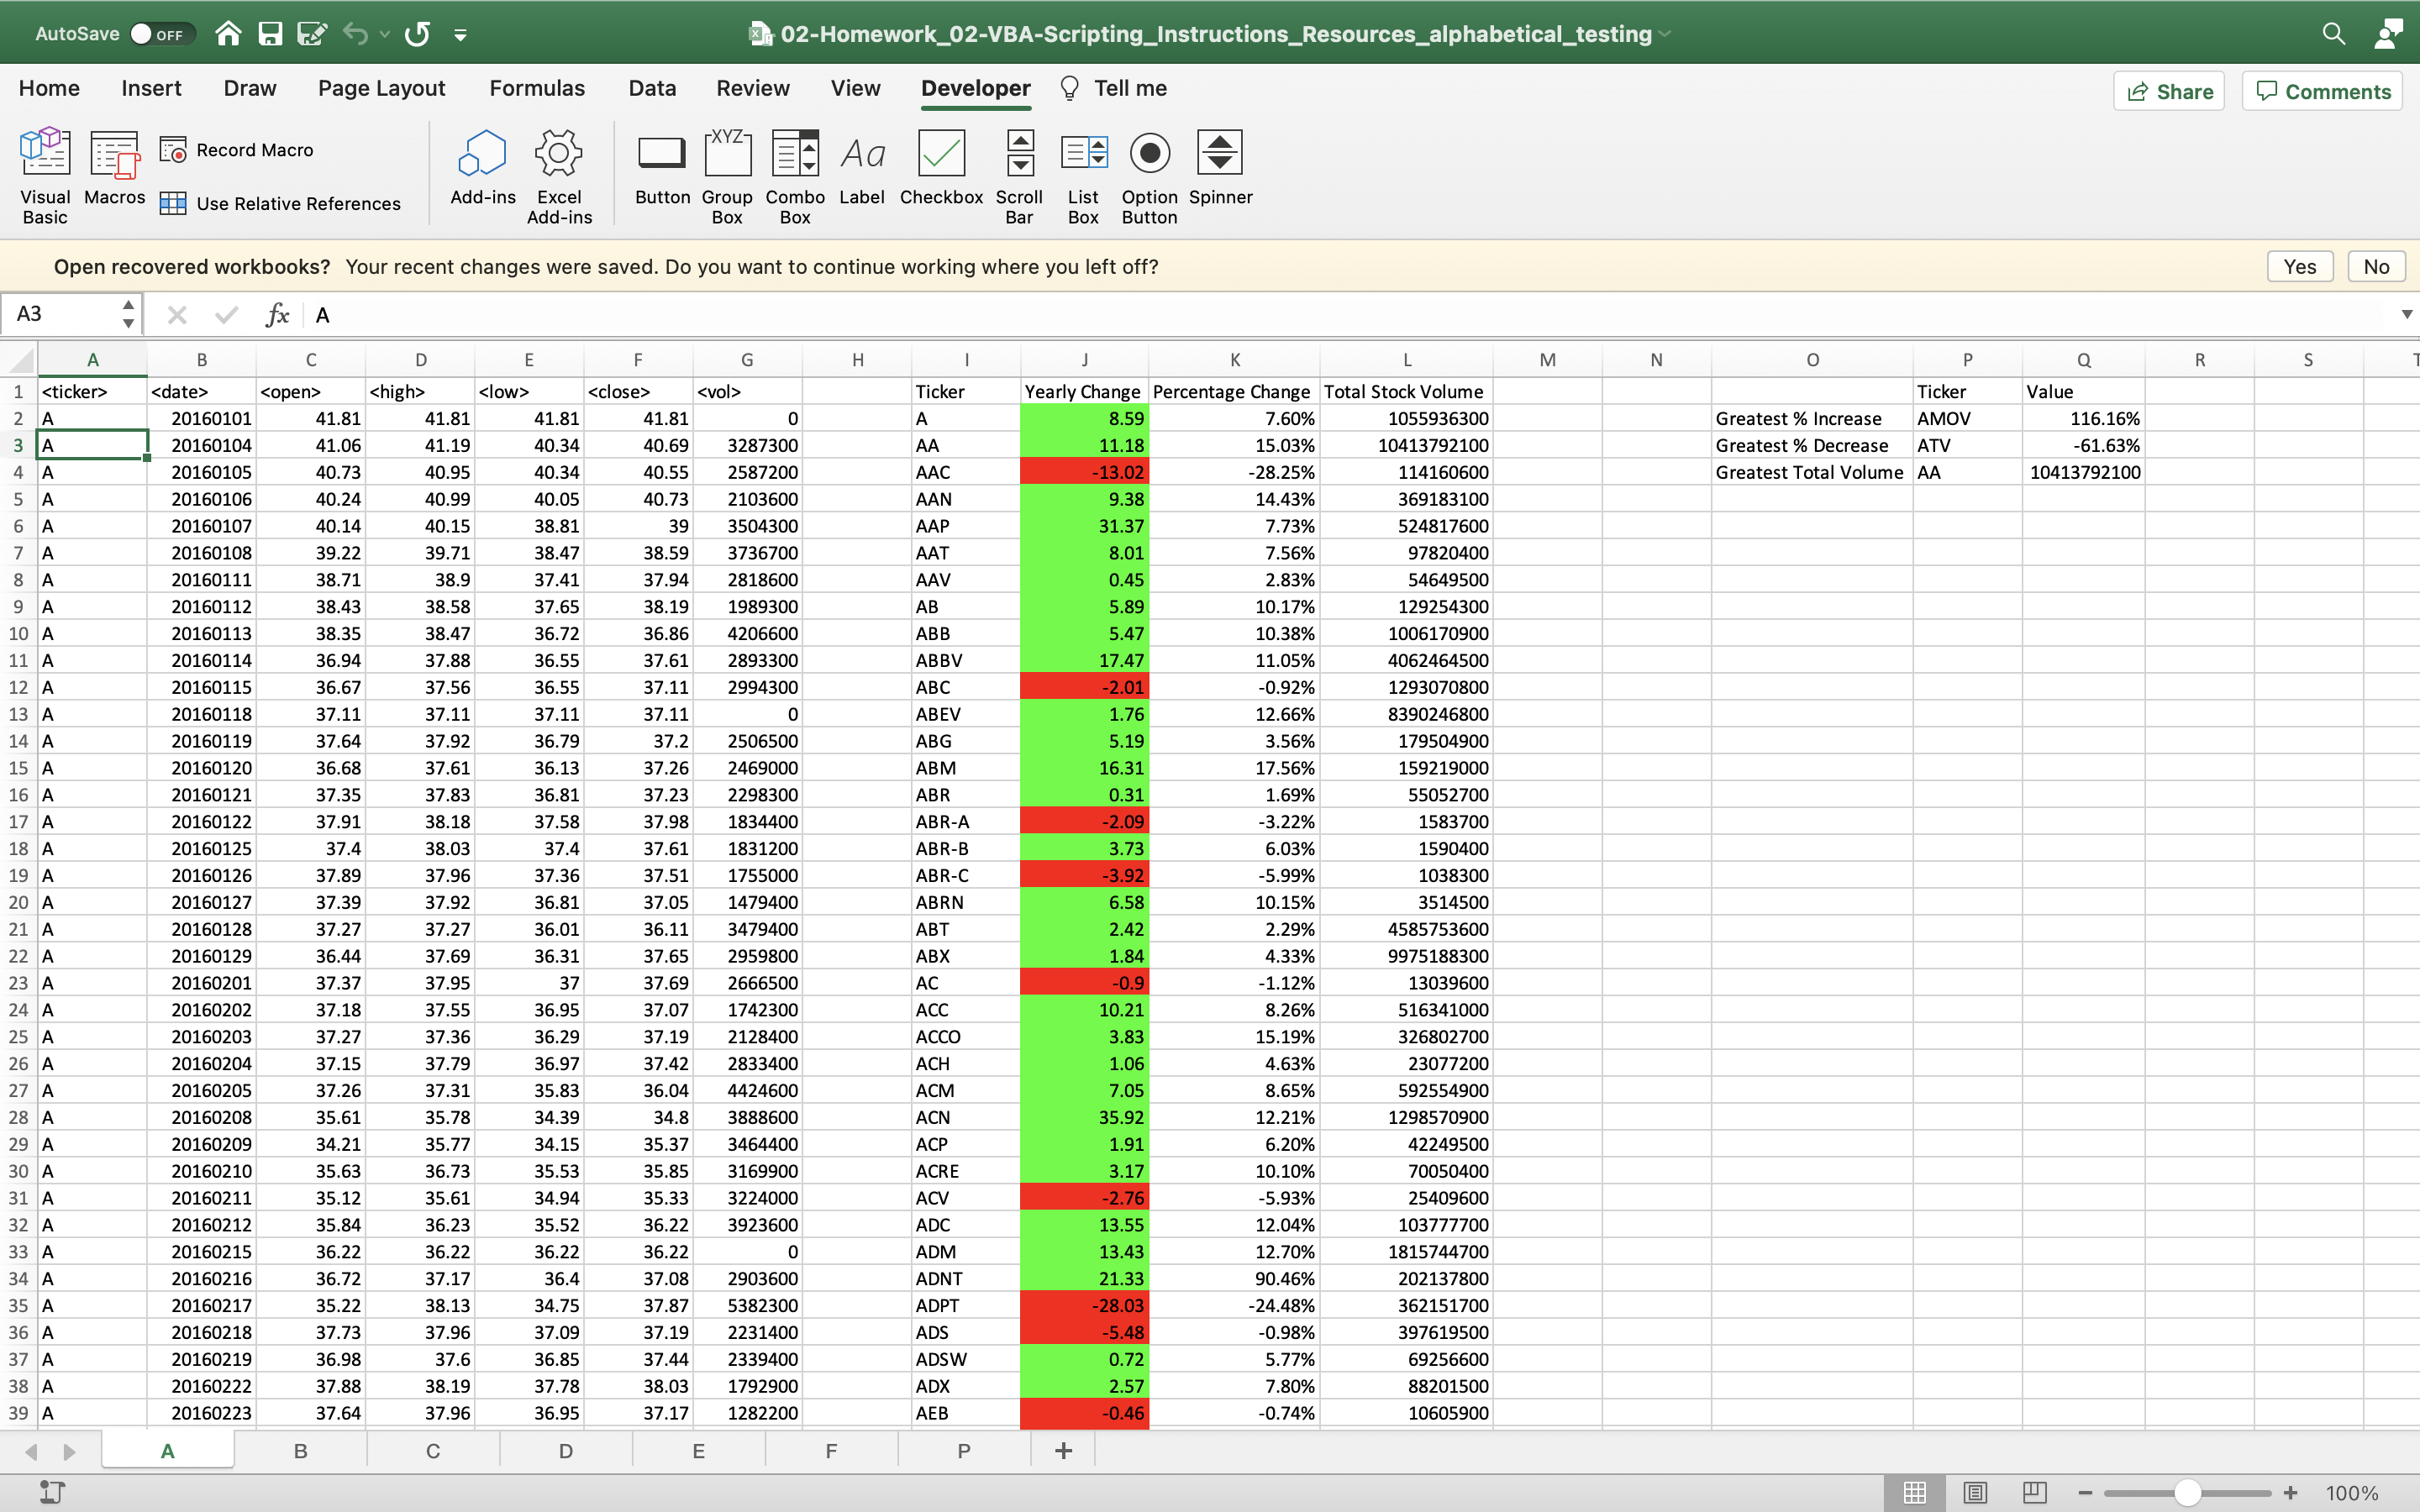 AutoSave OFF 02-Homework_02-VBA-Scripting_Instructions_Resources_alphabetical_testing
Home Insert Draw Page Layout Formulas Data Review View Developer Tell me Share Comments
Visual Basic Macros Record Macro Use Relative References Add-ins Excel Add-ins Button XYZ Group Box Combo Box Aa Label Checkbox Scroll Bar List Box Option Button Spinner
Open recovered workbooks? Your recent changes were saved. Do you want to continue working where you left off? Yes No
A3 fx A
A B C D E F G H I J K L M N O P Q R S T
1 <ticker> <date> <open> <high> <low> <close> <vol> Ticker Yearly Change Percentage Change Total Stock Volume Ticker Value
2 A 20160101 41.81 41.81 41.81 41.81 0 A 8.59 7.60% 1055936300 Greatest % Increase AMOV 116.16%
3 A 20160104 41.06 41.19 40.34 40.69 3287300 AA 11.18 15.03% 10413792100 Greatest % Decrease ATV -61.63%
4 A 20160105 40.73 40.95 40.34 40.55 2587200 AAC -13.02 -28.25% 114160600 Greatest Total Volume AA 10413792100
5 A 20160106 40.24 40.99 40.05 40.73 2103600 AAN 9.38 14.43% 369183100
6 A 20160107 40.14 40.15 38.81 39 3504300 AAP 31.37 7.73% 524817600
7 A 20160108 39.22 39.71 38.47 38.59 3736700 AAT 8.01 7.56% 97820400
8 A 20160111 38.71 38.9 37.41 37.94 2818600 AAV 0.45 2.83% 54649500
9 A 20160112 38.43 38.58 37.65 38.19 1989300 AB 5.89 10.17% 129254300
10 A 20160113 38.35 38.47 36.72 36.86 4206600 ABB 5.47 10.38% 1006170900
11 A 20160114 36.94 37.88 36.55 37.61 2893300 ABBV 17.47 11.05% 4062464500
12 A 20160115 36.67 37.56 36.55 37.11 2994300 ABC -2.01 -0.92% 1293070800
13 A 20160118 37.11 37.11 37.11 37.11 0 ABEV 1.76 12.66% 8390246800
14 A 20160119 37.64 37.92 36.79 37.2 2506500 ABG 5.19 3.56% 179504900
15 A 20160120 36.68 37.61 36.13 37.26 2469000 ABM 16.31 17.56% 159219000
16 A 20160121 37.35 37.83 36.81 37.23 2298300 ABR 0.31 1.69% 55052700
17 A 20160122 37.91 38.18 37.58 37.98 1834400 ABR-A -2.09 -3.22% 1583700
18 A 20160125 37.4 38.03 37.4 37.61 1831200 ABR-B 3.73 6.03% 1590400
19 A 20160126 37.89 37.96 37.36 37.51 1755000 ABR-C -3.92 -5.99% 1038300
20 A 20160127 37.39 37.92 36.81 37.05 1479400 ABRN 6.58 10.15% 3514500
21 A 20160128 37.27 37.27 36.01 36.11 3479400 ABT 2.42 2.29% 4585753600
22 A 20160129 36.44 37.69 36.31 37.65 2959800 ABX 1.84 4.33% 9975188300
23 A 20160201 37.37 37.95 37 37.69 2666500 AC -0.9 -1.12% 13039600
24 A 20160202 37.18 37.55 36.95 37.07 1742300 ACC 10.21 8.26% 516341000
25 A 20160203 37.27 37.36 36.29 37.19 2128400 ACCO 3.83 15.19% 326802700
26 A 20160204 37.15 37.79 36.97 37.42 2833400 ACH 1.06 4.63% 23077200
27 A 20160205 37.26 37.31 35.83 36.04 4424600 ACM 7.05 8.65% 592554900
28 A 20160208 35.61 35.78 34.39 34.8 3888600 ACN 35.92 12.21% 1298570900
29 A 20160209 34.21 35.77 34.15 35.37 3464400 ACP 1.91 6.20% 42249500
30 A 20160210 35.63 36.73 35.53 35.85 3169900 ACRE 3.17 10.10% 70050400
31 A 20160211 35.12 35.61 34.94 35.33 3224000 ACV -2.76 -5.93% 25409600
32 A 20160212 35.84 36.23 35.52 36.22 3923600 ADC 13.55 12.04% 103777700
33 A 20160215 36.22 36.22 36.22 36.22 0 ADM 13.43 12.70% 1815744700
34 A 20160216 36.72 37.17 36.4 37.08 2903600 ADNT 21.33 90.46% 202137800
35 A 20160217 35.22 38.13 34.75 37.87 5382300 ADPT -28.03 -24.48% 362151700
36 A 20160218 37.73 37.96 37.09 37.19 2231400 ADS -5.48 -0.98% 397619500
37 A 20160219 36.98 37.6 36.85 37.44 2339400 ADSW 0.72 5.77% 69256600
38 A 20160222 37.88 38.19 37.78 38.03 1792900 ADX 2.57 7.80% 88201500
39 A 20160223 37.64 37.96 36.95 37.17 1282200 AEB -0.46 -0.74% 10605900
A B C D E F P +
100%